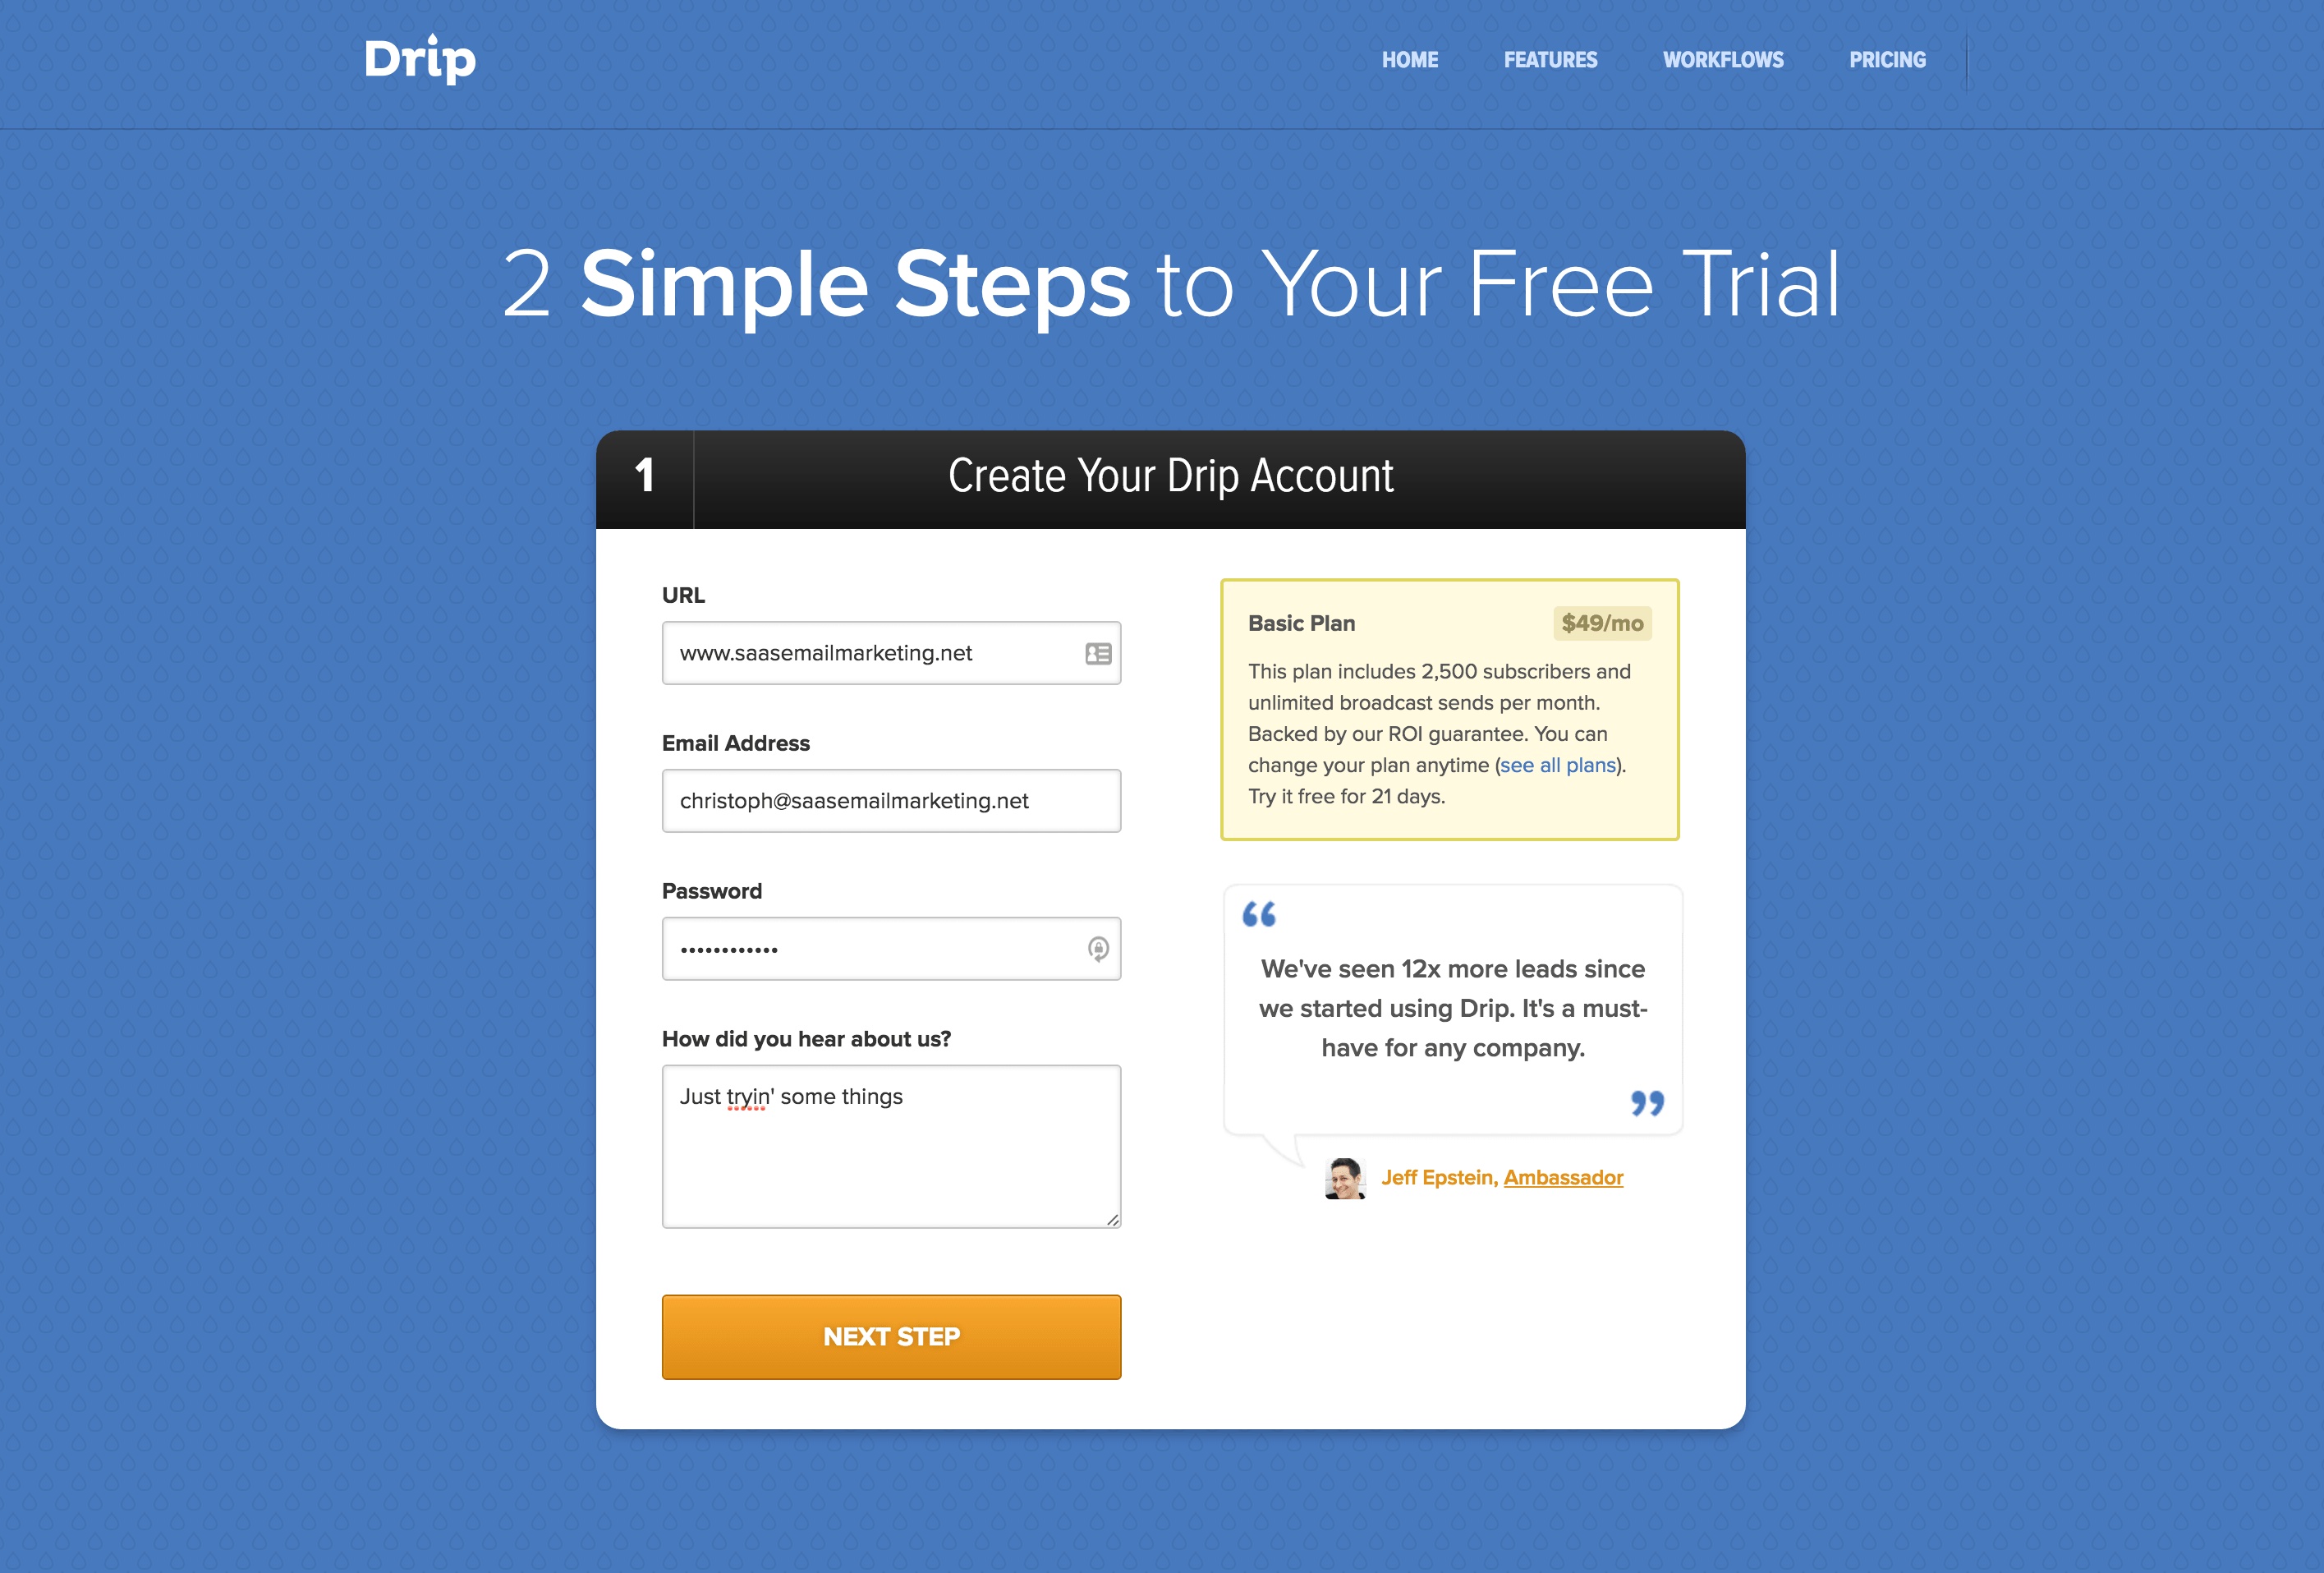 Drip
HOME FEATURES WORKFLOWS PRICING
2 Simple Steps to Your Free Trial
1 Create Your Drip Account
URL
www.saasemailmarketing.net
Email Address
christoph@saasemailmarketing.net
Password
••••••••••••
How did you hear about us?
Just tryin' some things
NEXT STEP
Basic Plan $49/mo
This plan includes 2,500 subscribers and
unlimited broadcast sends per month.
Backed by our ROI guarantee. You can
change your plan anytime (see all plans).
Try it free for 21 days.
“
We've seen 12x more leads since
we started using Drip. It's a must-
have for any company.
”
Jeff Epstein, Ambassador